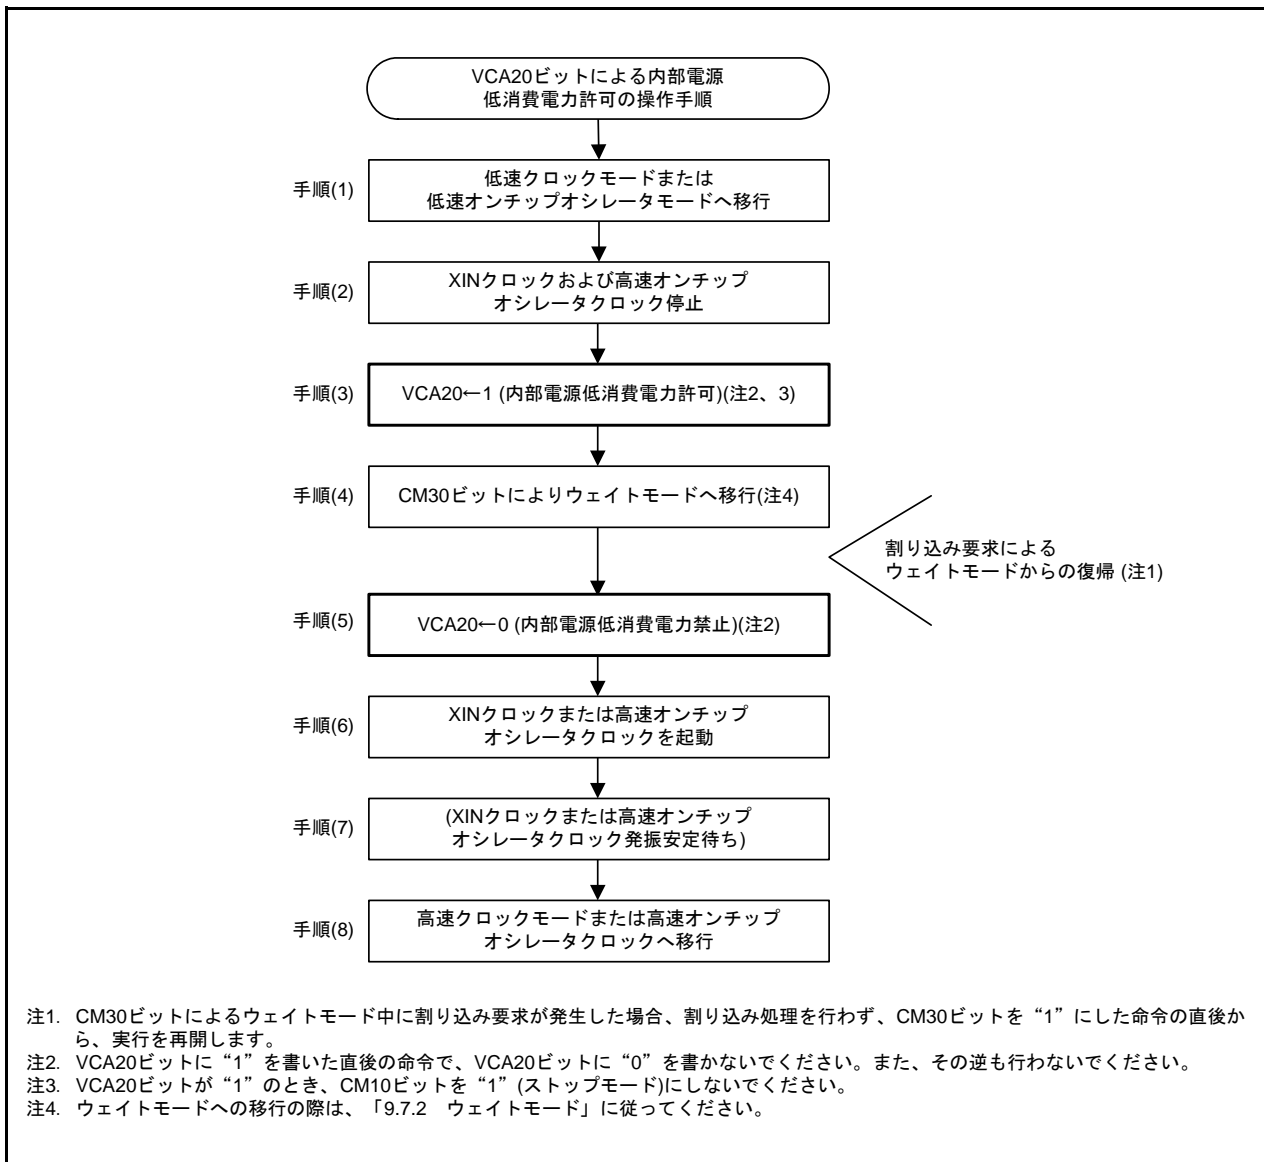 VCA20ビットによる内部電源
低消費電力許可の操作手順
手順(1)
低速クロックモードまたは
低速オンチップオシレータモードへ移行
手順(2)
XINクロックおよび高速オンチップ
オシレータクロック停止
手順(3)
VCA20←1 (内部電源低消費電力許可)(注2、3)
手順(4)
CM30ビットによりウェイトモードへ移行(注4)
割り込み要求による
ウェイトモードからの復帰 (注1)
手順(5)
VCA20←0 (内部電源低消費電力禁止)(注2)
手順(6)
XINクロックまたは高速オンチップ
オシレータクロックを起動
手順(7)
(XINクロックまたは高速オンチップ
オシレータクロック発振安定待ち)
手順(8)
高速クロックモードまたは高速オンチップ
オシレータクロックへ移行
注1. CM30ビットによるウェイトモード中に割り込み要求が発生した場合、割り込み処理を行わず、CM30ビットを“1”にした命令の直後か
ら、実行を再開します。
注2. VCA20ビットに“1”を書いた直後の命令で、VCA20ビットに“0”を書かないでください。また、その逆も行わないでください。
注3. VCA20ビットが“1”のとき、CM10ビットを“1”(ストップモード)にしないでください。
注4. ウェイトモードへの移行の際は、「9.7.2 ウェイトモード」に従ってください。